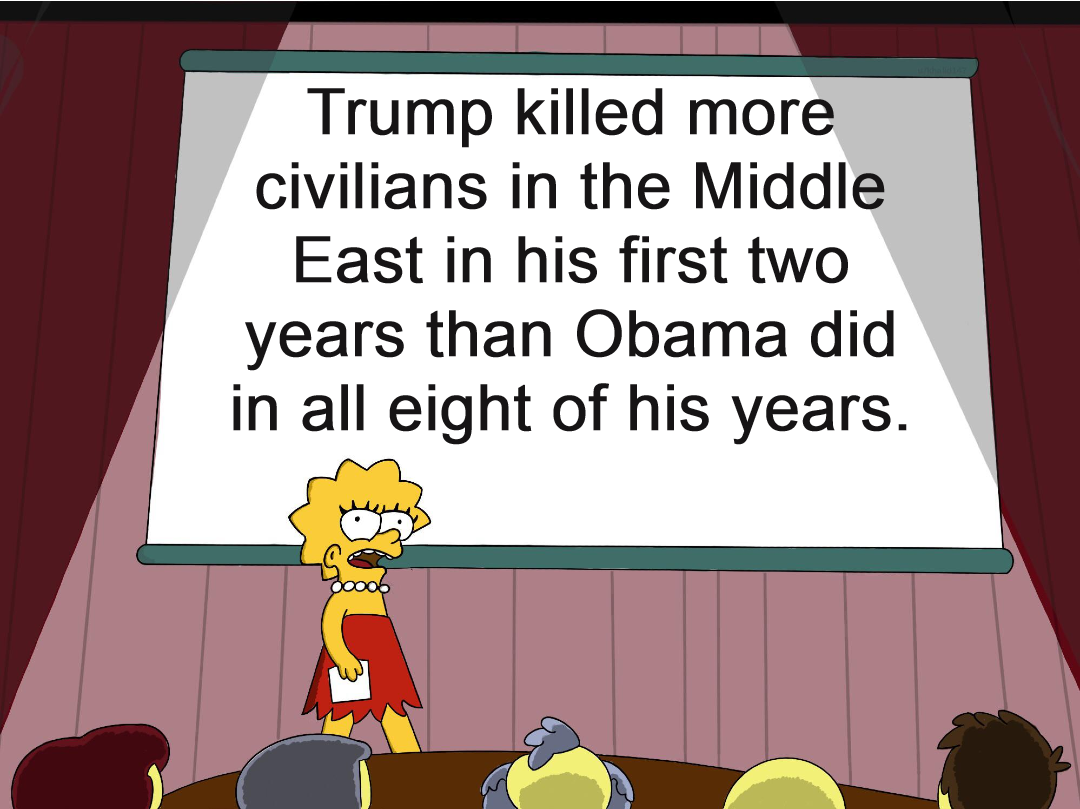 Trump killed more
civilians in the Middle
East in his first two
years than Obama did
in all eight of his years.